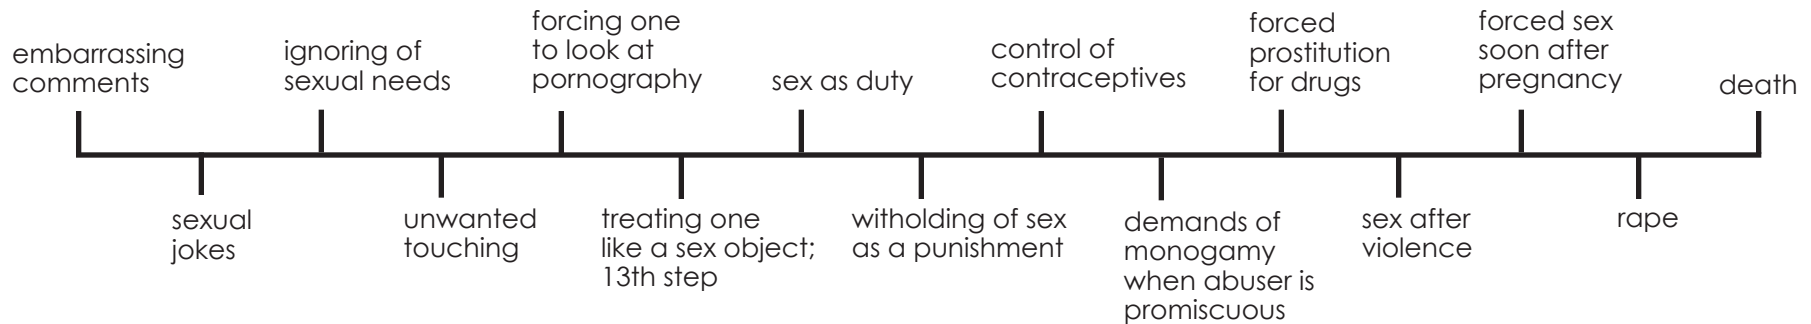 embarrassing
comments
sexual
jokes
ignoring of
sexual needs
unwanted
touching
forcing one
to look at
pornography
treating one
like a sex object;
13th step
sex as duty
witholding of sex
as a punishment
control of
contraceptives
demands of
monogamy
when abuser is
promiscuous
forced
prostitution
for drugs
sex after
violence
forced sex
soon after
pregnancy
rape
death